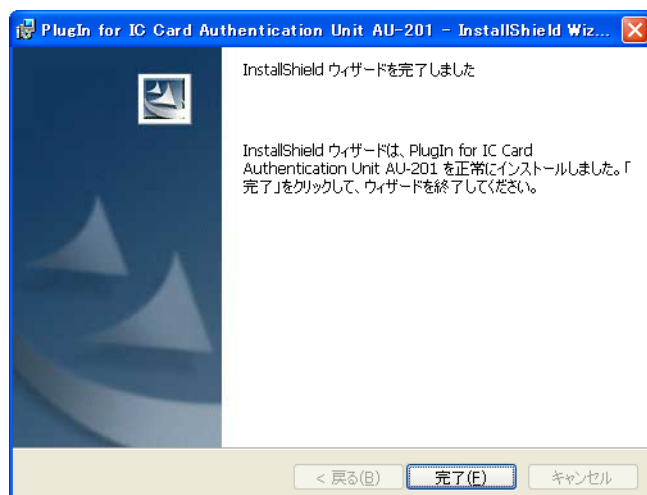 PlugIn for IC Card Authentication Unit AU-201 - InstallShield Wiz...
InstallShield ウィザードを完了しました
InstallShield ウィザードは、PlugIn for IC Card
Authentication Unit AU-201 を正常にインストールしました。「
完了」をクリックして、ウィザードを終了してください。
< 戻る(B) 完了(F) キャンセル